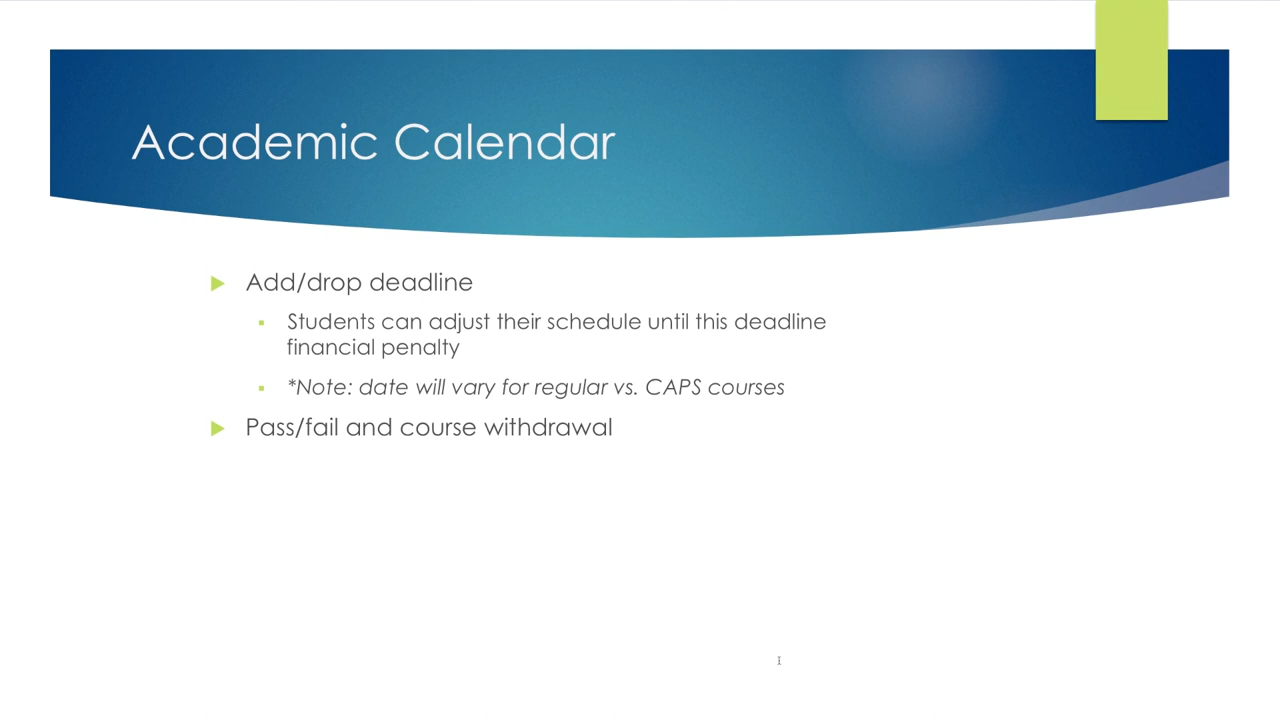 Academic Calendar
Add/drop deadline
Students can adjust their schedule until this deadline
financial penalty
*Note: date will vary for regular vs. CAPS courses
Pass/fail and course withdrawal